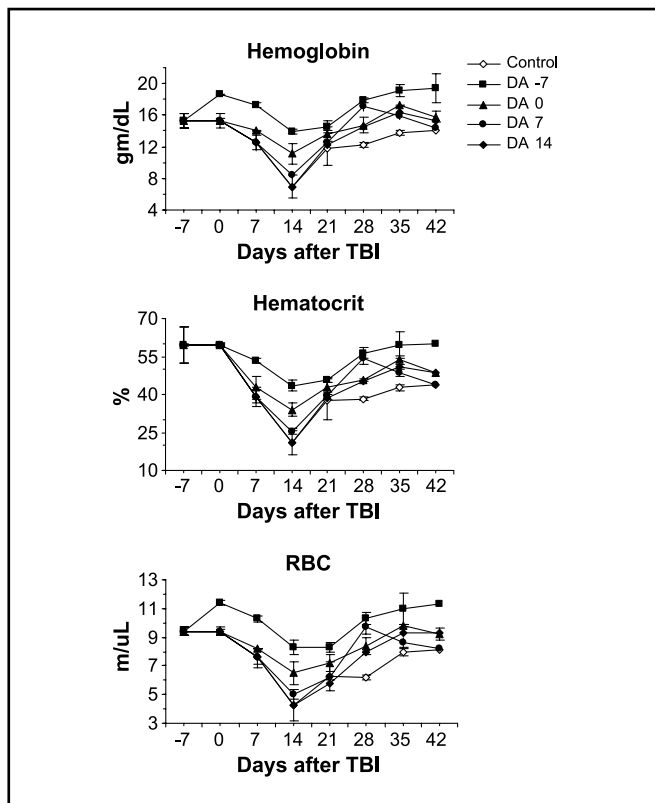 Hemoglobin
Control
DA -7
DA 0
DA 7
DA 14
gm/dL
20
16
12
8
4
-7 0 7 14 21 28 35 42
Days after TBI
Hematocrit
%
70
55
40
25
10
-7 0 7 14 21 28 35 42
Days after TBI
RBC
m/uL
13
11
9
7
5
3
-7 0 7 14 21 28 35 42
Days after TBI